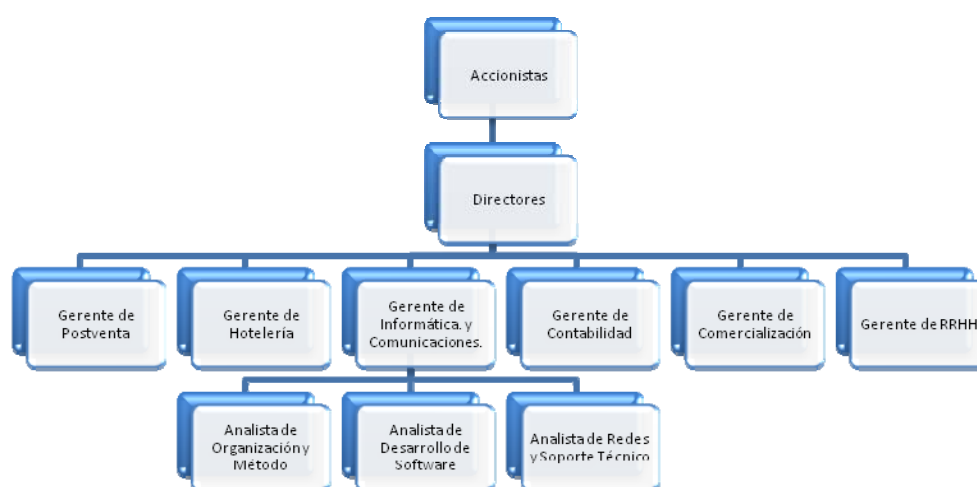 Accionistas
Directores
Gerente de
Postventa
Gerente de
Hotelería
Gerente de
Informática. y
Comunicaciones.
Gerente de
Contabilidad
Gerente de
Comercialización
Gerente de RRHH
Analista de
Organización y
Método
Analista de
Desarrollo de
Software
Analista de Redes
y Soporte Técnico